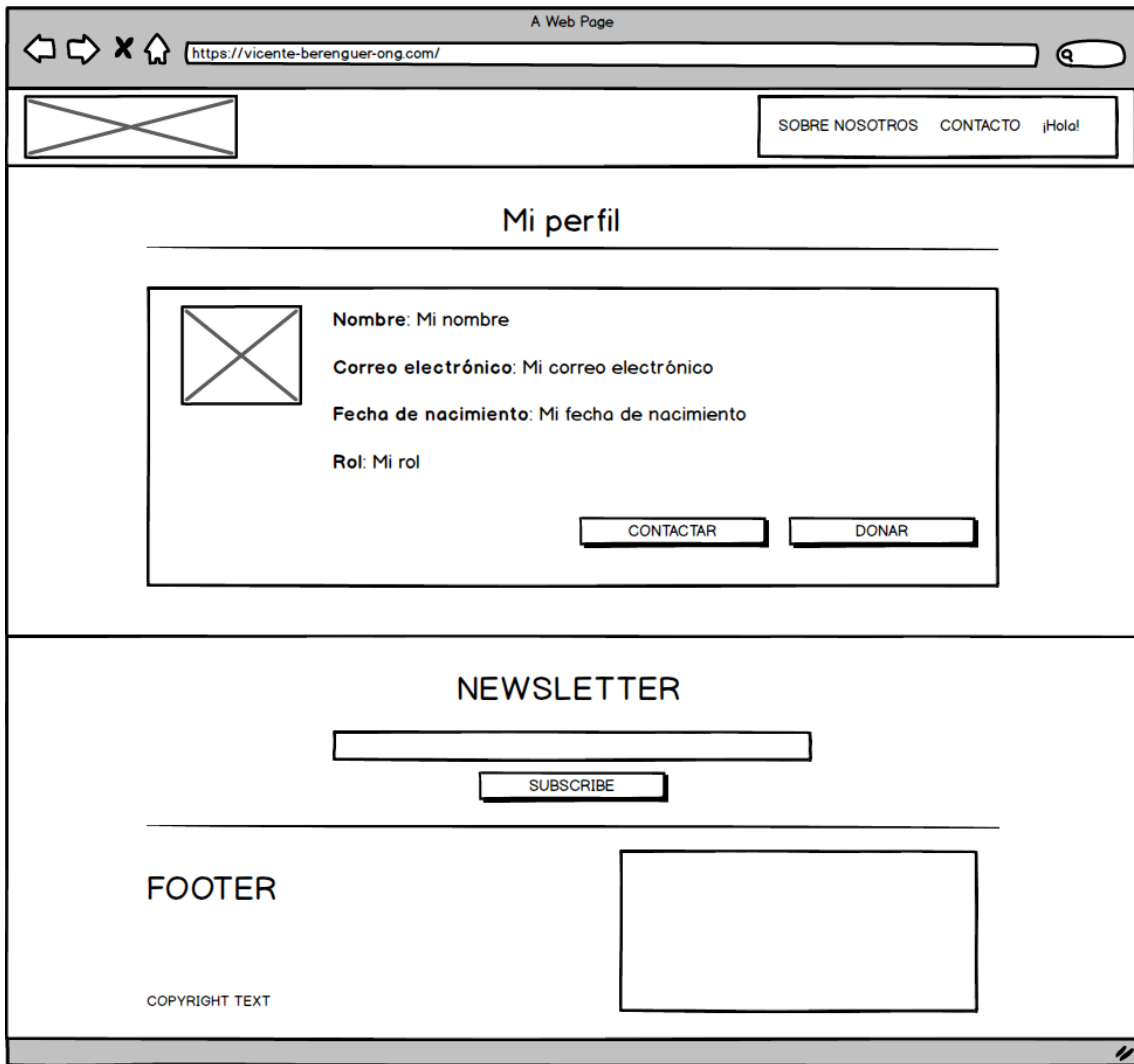 A Web Page
https://vicente-berenguer-ong.com/
SOBRE NOSOTROS CONTACTO ¡Hola!
Mi perfil
Nombre: Mi nombre
Correo electrónico: Mi correo electrónico
Fecha de nacimiento: Mi fecha de nacimiento
Rol: Mi rol
CONTACTAR DONAR
NEWSLETTER
SUBSCRIBE
FOOTER
COPYRIGHT TEXT